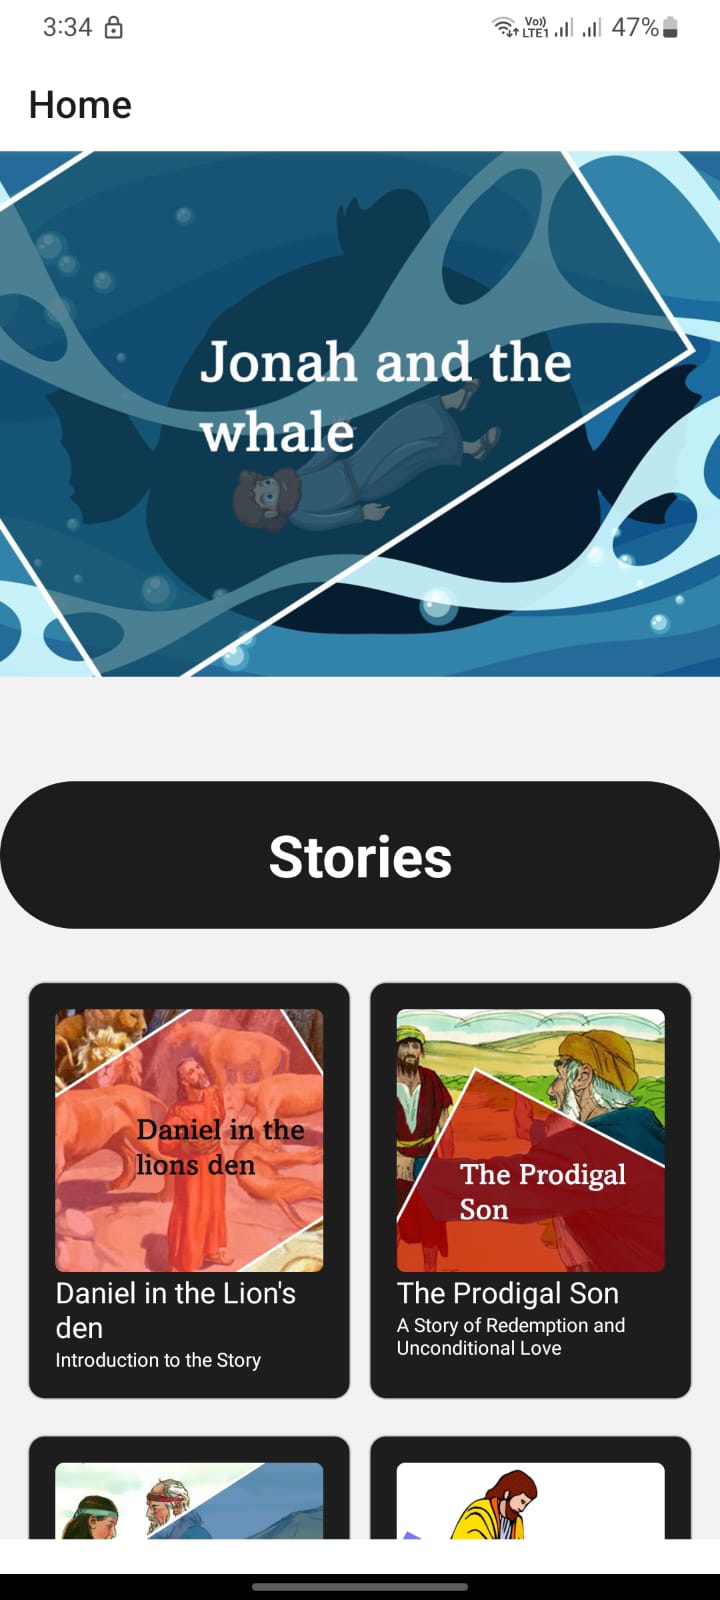 3:34
Vo))
LTE1
47%
Home
Jonah and the
whale
Stories
Daniel in the
lions den
Daniel in the Lion's
den
Introduction to the Story
The Prodigal
Son
The Prodigal Son
A Story of Redemption and
Unconditional Love